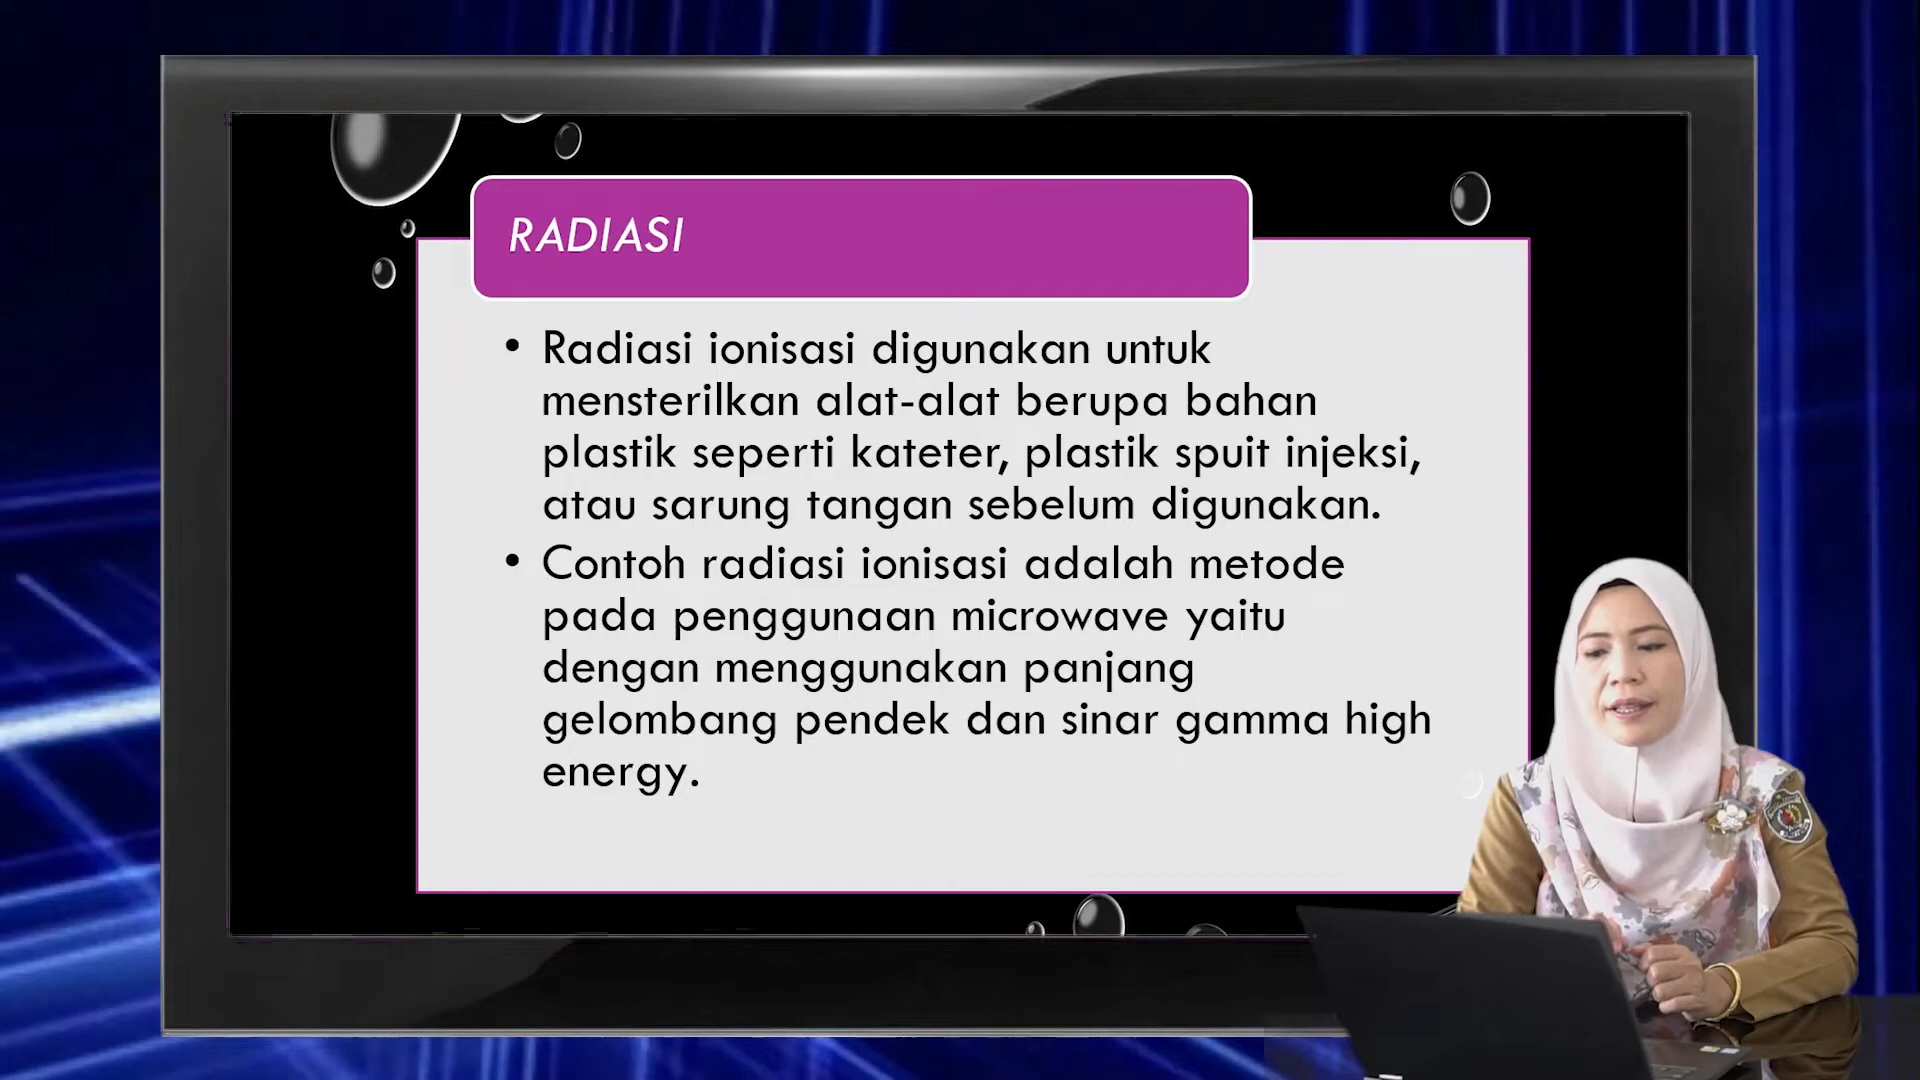 RADIASI
• Radiasi ionisasi digunakan untuk
mensterilkan alat-alat berupa bahan
plastik seperti kateter, plastik spuit injeksi,
atau sarung tangan sebelum digunakan.
• Contoh radiasi ionisasi adalah metode
pada penggunaan microwave yaitu
dengan menggunakan panjang
gelombang pendek dan sinar gamma high
energy.